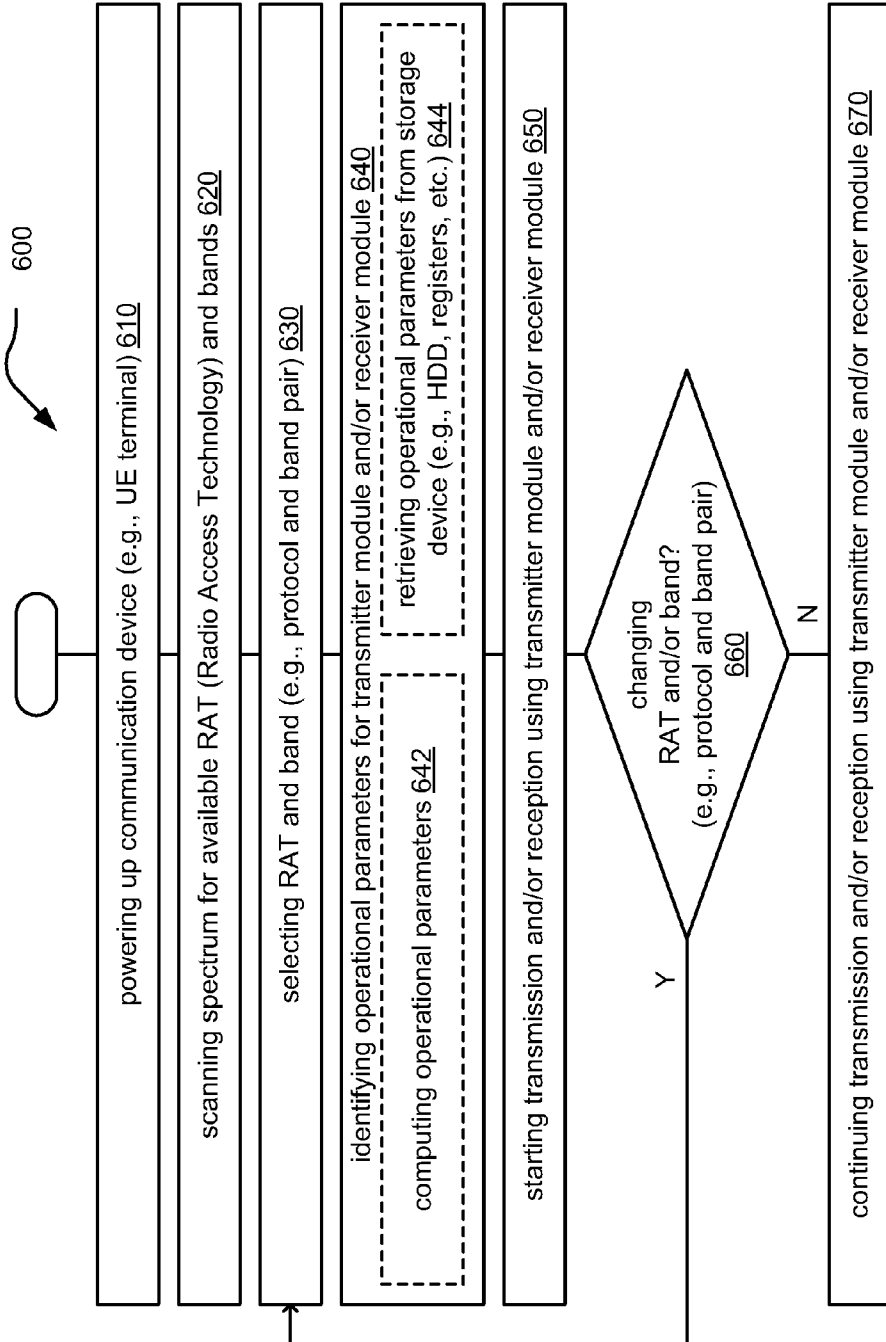 600
powering up communication device (e.g., UE terminal) 610
scanning spectrum for available RAT (Radio Access Technology) and bands 620
selecting RAT and band (e.g., protocol and band pair) 630
identifying operational parameters for transmitter module and/or receiver module 640
computing operational parameters 642
retrieving operational parameters from storage
device (e.g., HDD, registers, etc.) 644
starting transmission and/or reception using transmitter module and/or receiver module 650
changing
RAT and/or band?
(e.g., protocol and band pair)
660
Y
N
continuing transmission and/or reception using transmitter module and/or receiver module 670